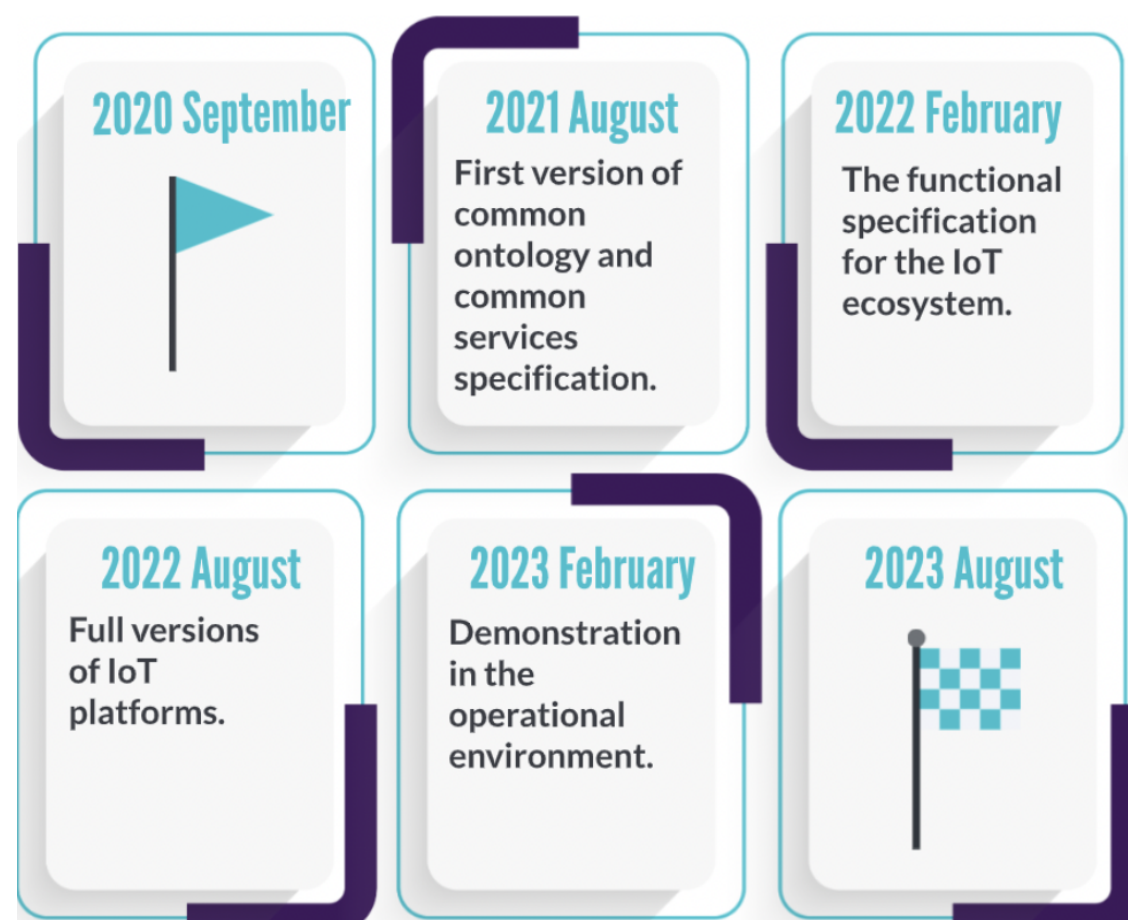 2020 September
2021 August
First version of
common
ontology and
common
services
specification.
2022 February
The functional
specification
for the IoT
ecosystem.
2022 August
Full versions
of IoT
platforms.
2023 February
Demonstration
in the
operational
environment.
2023 August